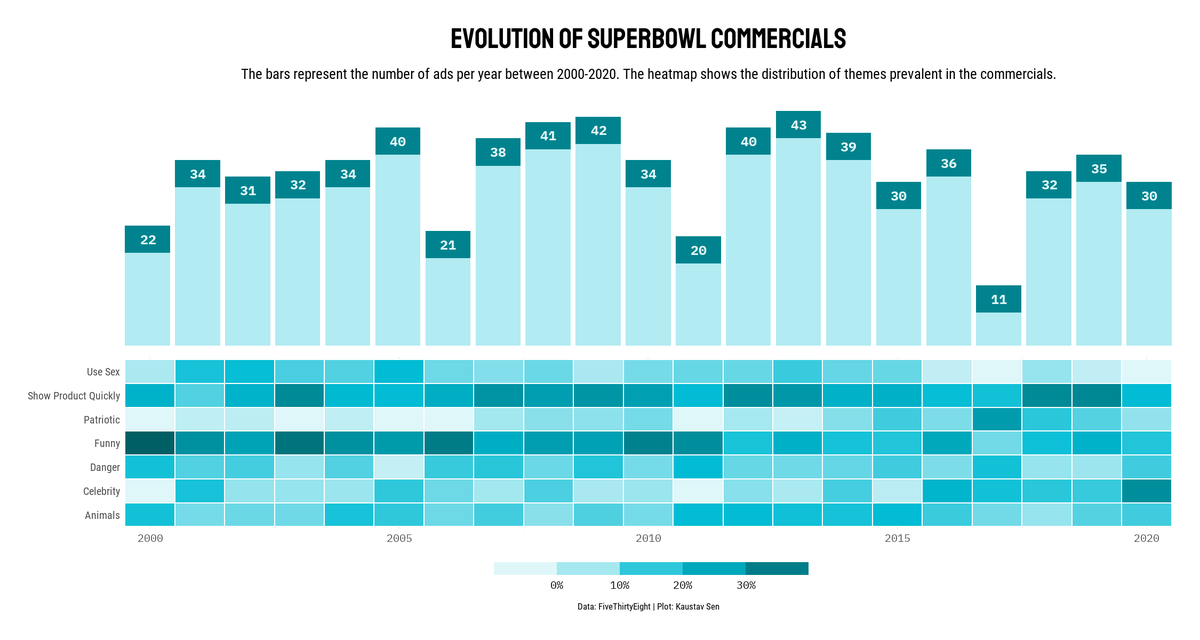 EVOLUTION OF SUPERBOWL COMMERCIALS
The bars represent the number of ads per year between 2000-2020. The heatmap shows the distribution of themes prevalent in the commercials.
22 34 31 32 34 40 21 38 41 42 34 20 40 43 39 30 36 11 32 35 30
Use Sex
Show Product Quickly
Patriotic
Funny
Danger
Celebrity
Animals
2000 2005 2010 2015 2020
0% 10% 20% 30%
Data: FiveThirtyEight | Plot: Kaustav Sen